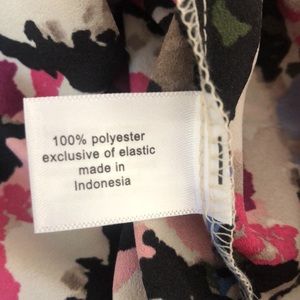 100% polyester
exclusive of elastic
made in
Indonesia